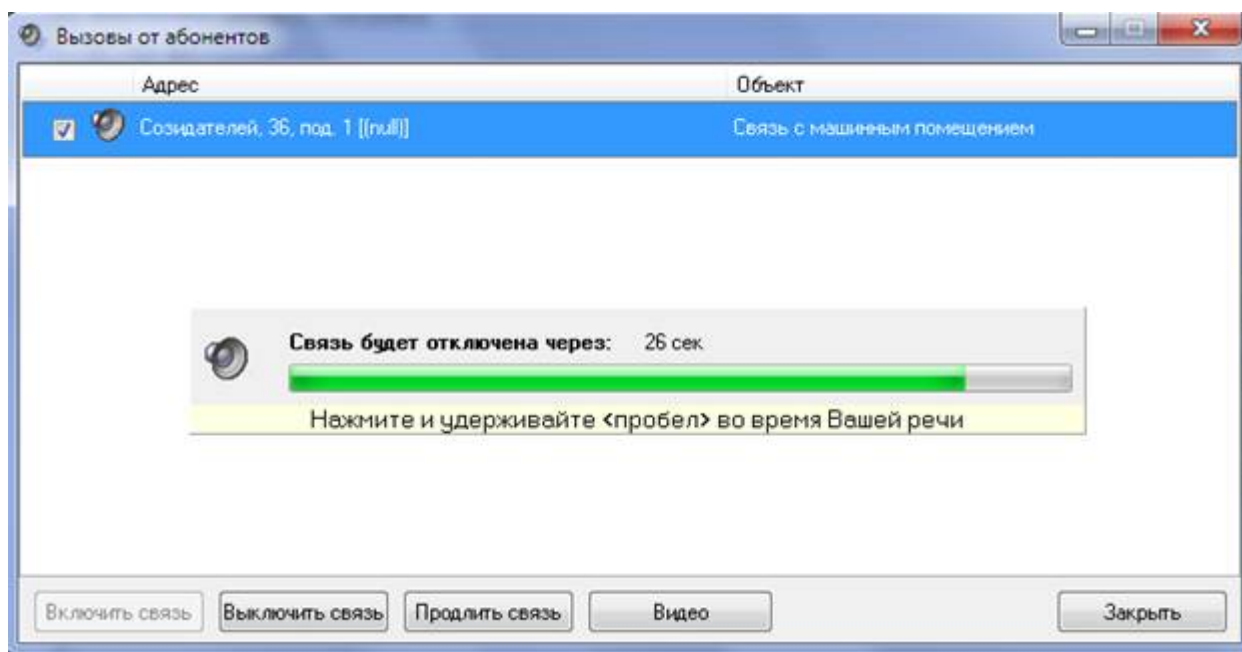 Вызовы от абонентов
Адрес Объект
Созидателей, 36, под. 1 [(null)] Связь с машинным помещением
Связь будет отключена через: 26 сек
Нажмите и удерживайте <пробел> во время Вашей речи
Включить связь Выключить связь Продлить связь Видео Закрыть